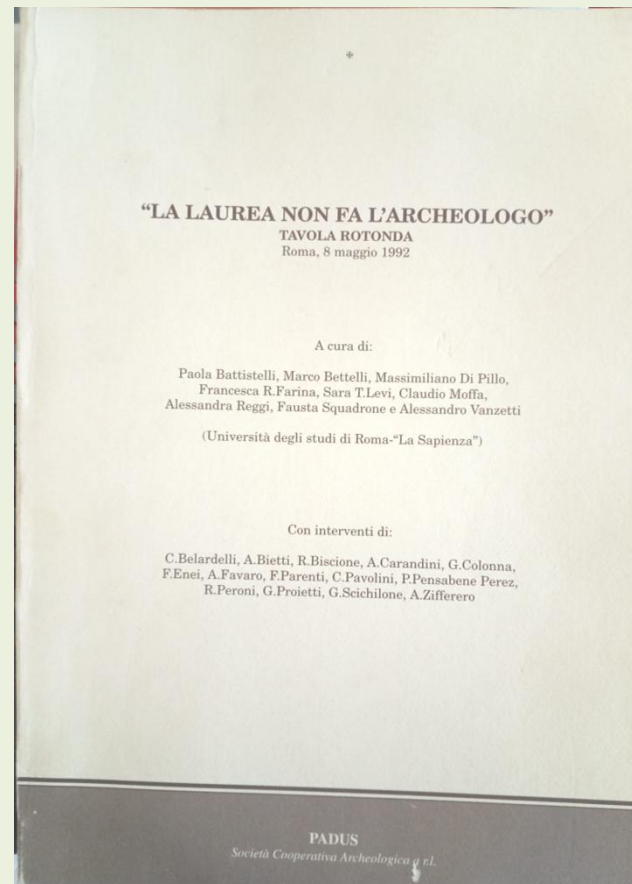 “LA LAUREA NON FA L’ARCHEOLOGO”
TAVOLA ROTONDA
Roma, 8 maggio 1992
A cura di:
Paola Battistelli, Marco Bettelli, Massimiliano Di Pillo,
Francesca R.Farina, Sara T.Levi, Claudio Moffa,
Alessandra Reggi, Fausta Squadrone e Alessandro Vanzetti
(Università degli studi di Roma-“La Sapienza”)
Con interventi di:
C.Belardelli, A.Bietti, R.Biscione, A.Carandini, G.Colonna,
F.Enei, A.Favaro, F.Parenti, C.Pavolini, P.Pensabene Perez,
R.Peroni, G.Proietti, G.Scichilone, A.Zifferero
PADUS
Società Cooperativa Archeologica a r.l.